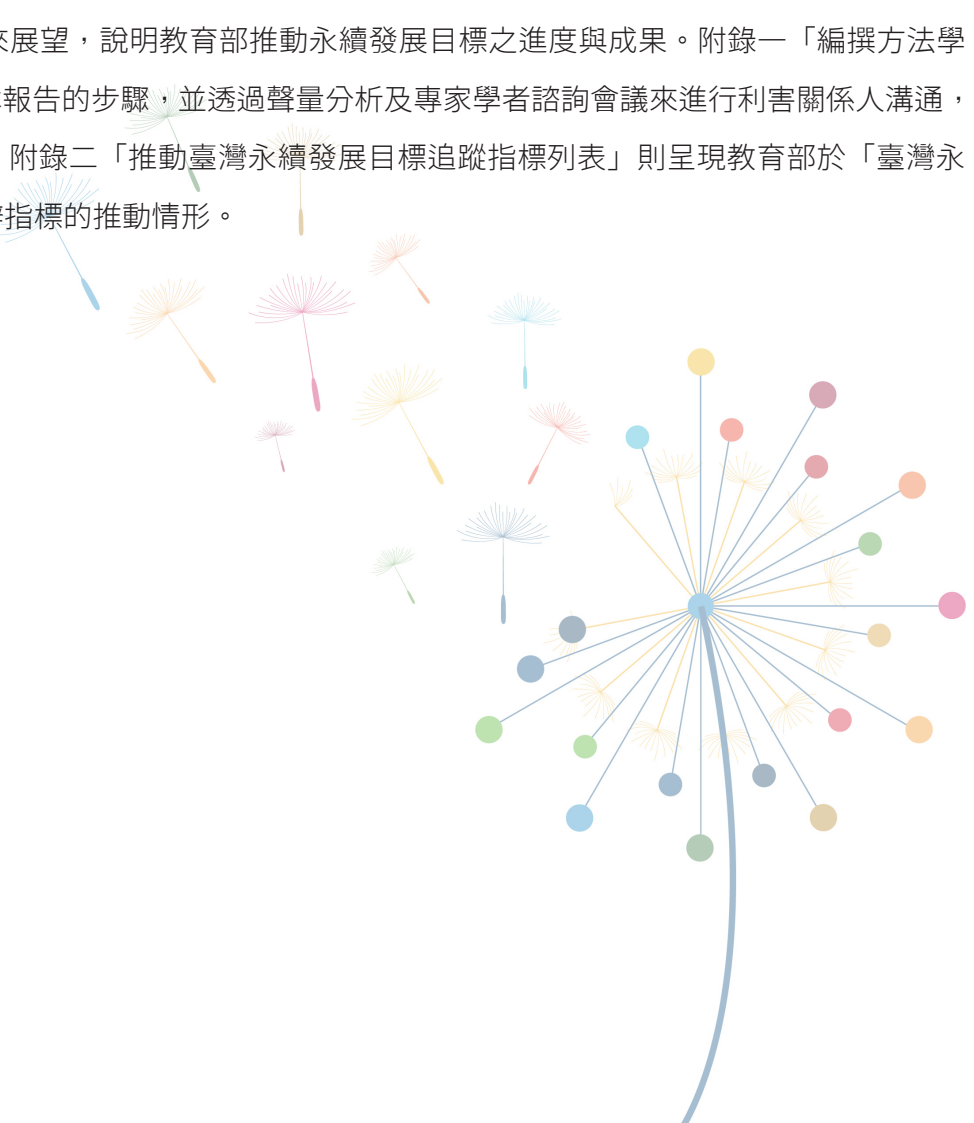 展望，說明教育部推動永續發展目標之進度與成果。附錄一「編撰方法學
報告的步驟，並透過聲量分析及專家學者諮詢會議來進行利害關係人溝通，
附錄二「推動臺灣永續發展目標追蹤指標列表」則呈現教育部於「臺灣永
指標的推動情形。